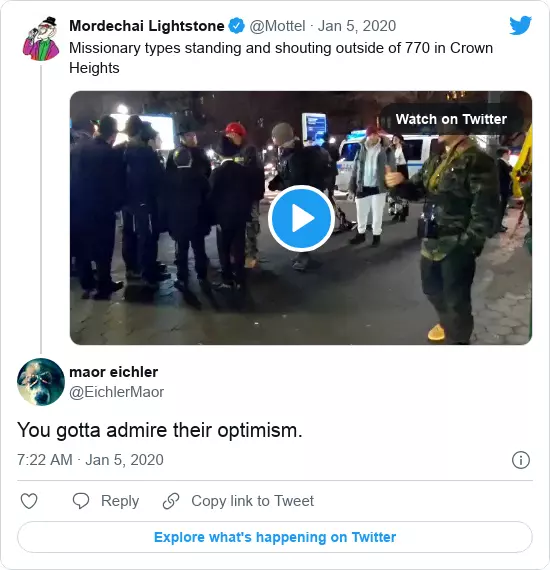 Mordechai Lightstone @Mottel · Jan 5, 2020
Missionary types standing and shouting outside of 770 in Crown
Heights
Watch on Twitter
maor eichler
@EichlerMaor
You gotta admire their optimism.
7:22 AM · Jan 5, 2020
Reply
Copy link to Tweet
Explore what's happening on Twitter